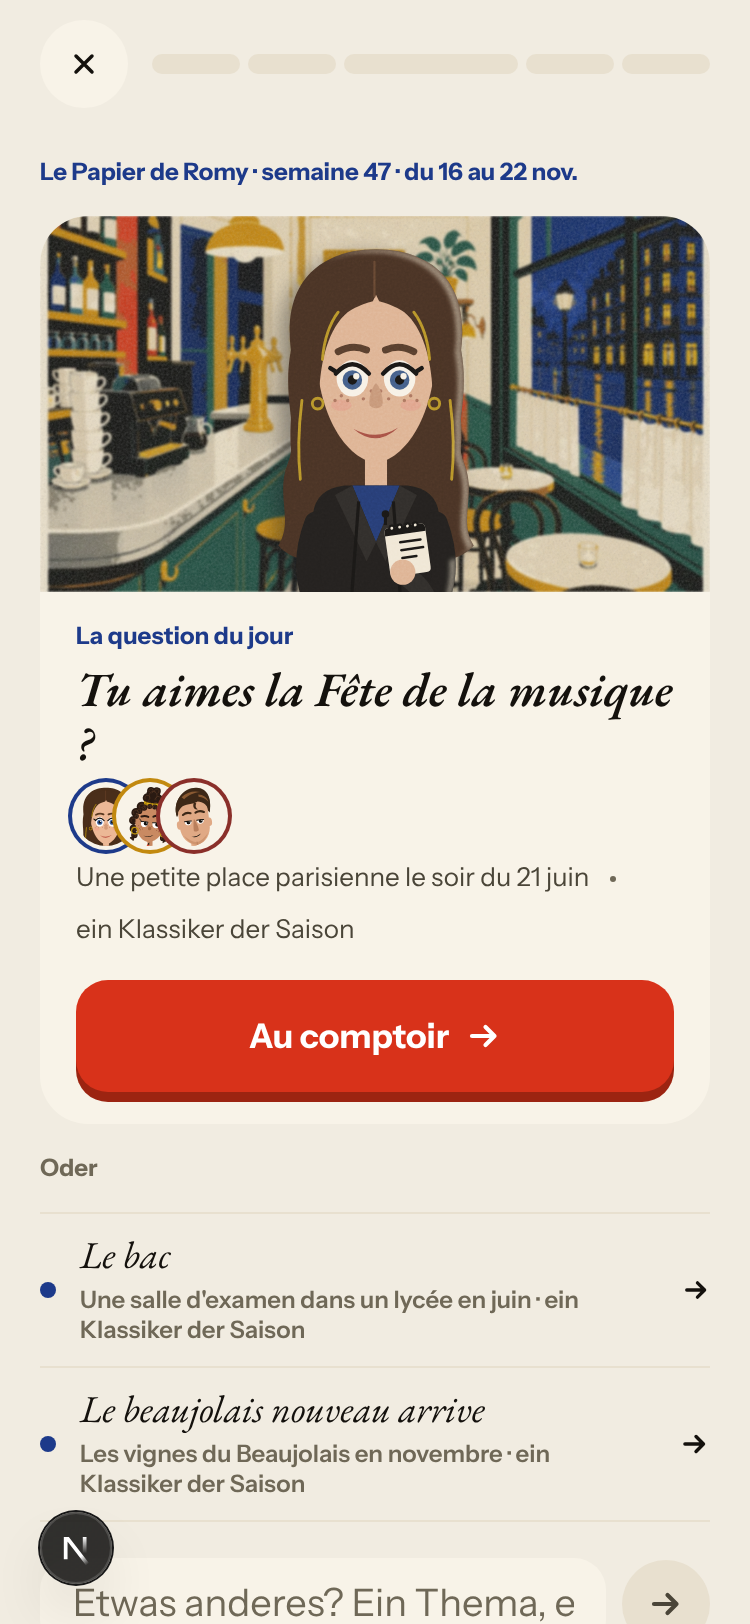 Le Papier de Romy · semaine 47 · du 16 au 22 nov.
La question du jour
Tu aimes la Fête de la musique
?
Une petite place parisienne le soir du 21 juin •
ein Klassiker der Saison
Au comptoir →
Oder
Le bac
Une salle d'examen dans un lycée en juin · ein
Klassiker der Saison
Le beaujolais nouveau arrive
Les vignes du Beaujolais en novembre · ein
Klassiker der Saison
N
Etwas anderes? Ein Thema, e